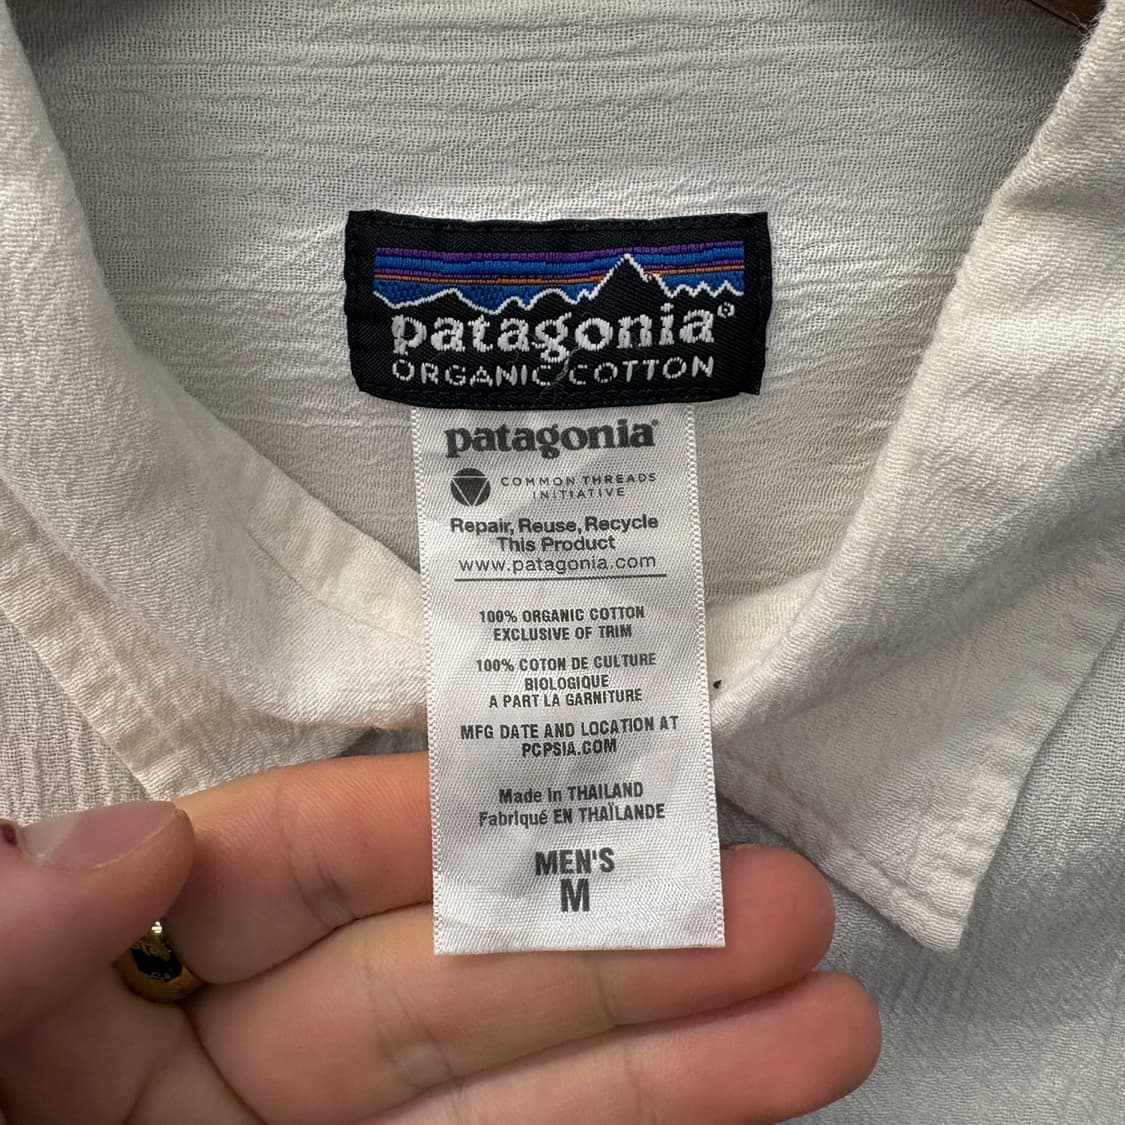 patagonia®
ORGANIC COTTON
patagonia®
COMMON THREADS
INITIATIVE
Repair, Reuse, Recycle
This Product
www.patagonia.com
100% ORGANIC COTTON
EXCLUSIVE OF TRIM
100% COTON DE CULTURE
BIOLOGIQUE
A PART LA GARNITURE
MFG DATE AND LOCATION AT
PCPSIA.COM
Made in THAILAND
Fabriqué EN THAÏLANDE
MEN'S
M